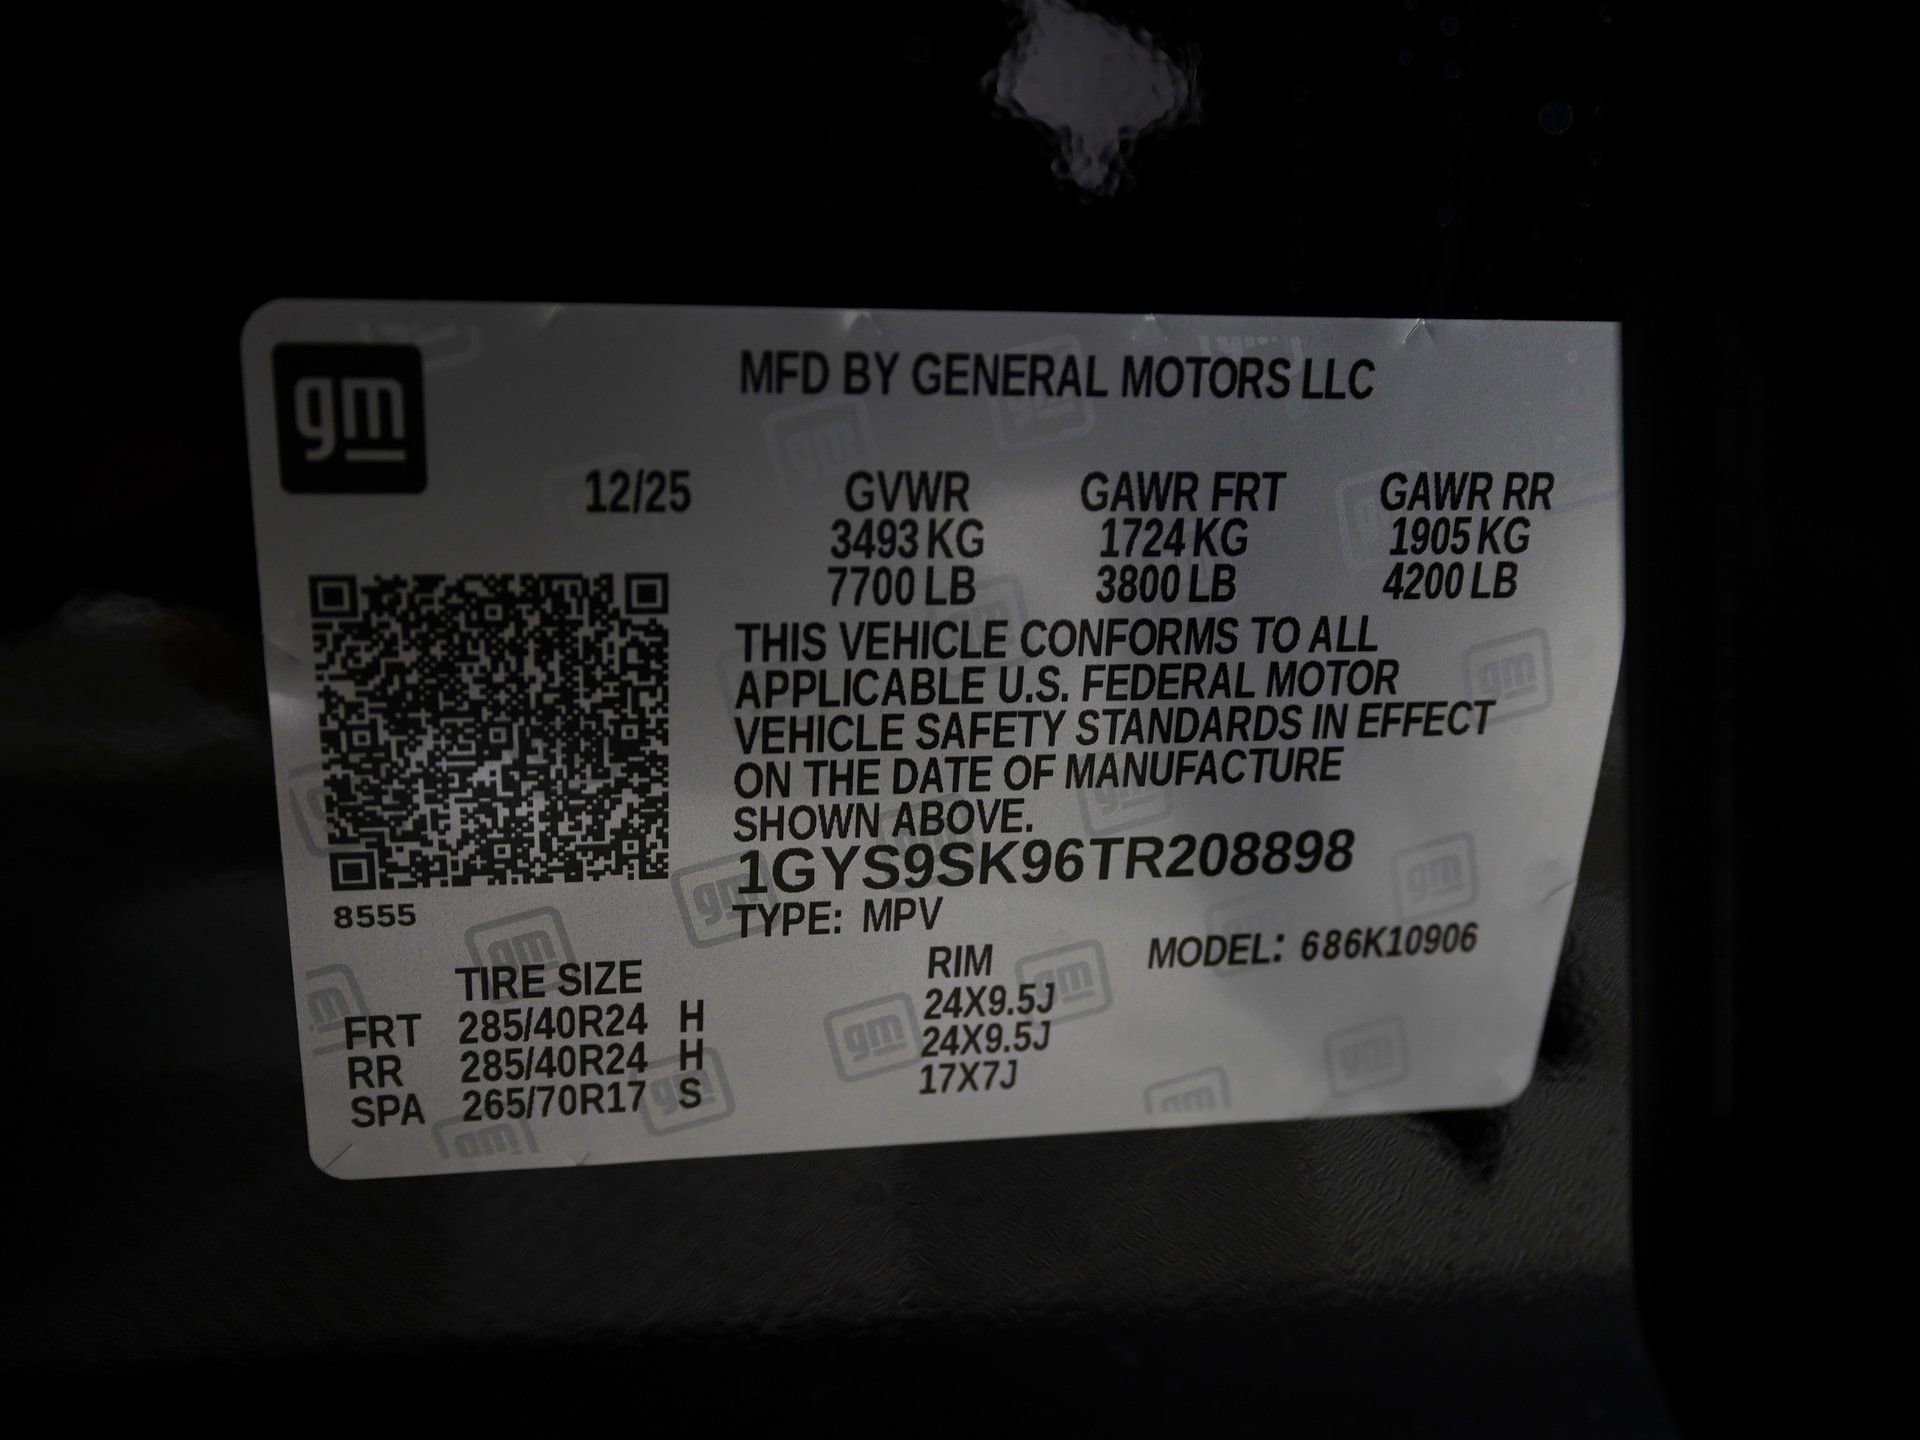 gm
MFD BY GENERAL MOTORS LLC
12/25 GVWR GAWR FRT GAWR RR
3493 KG 1724 KG 1905 KG
7700 LB 3800 LB 4200 LB
THIS VEHICLE CONFORMS TO ALL
APPLICABLE U.S. FEDERAL MOTOR
VEHICLE SAFETY STANDARDS IN EFFECT
ON THE DATE OF MANUFACTURE
SHOWN ABOVE.
1GYS9SK96TR208898
8555
TYPE: MPV
MODEL: 686K10906
TIRE SIZE RIM
FRT 285/40R24 H 24X9.5J
RR 285/40R24 H 24X9.5J
SPA 265/70R17 S 17X7J